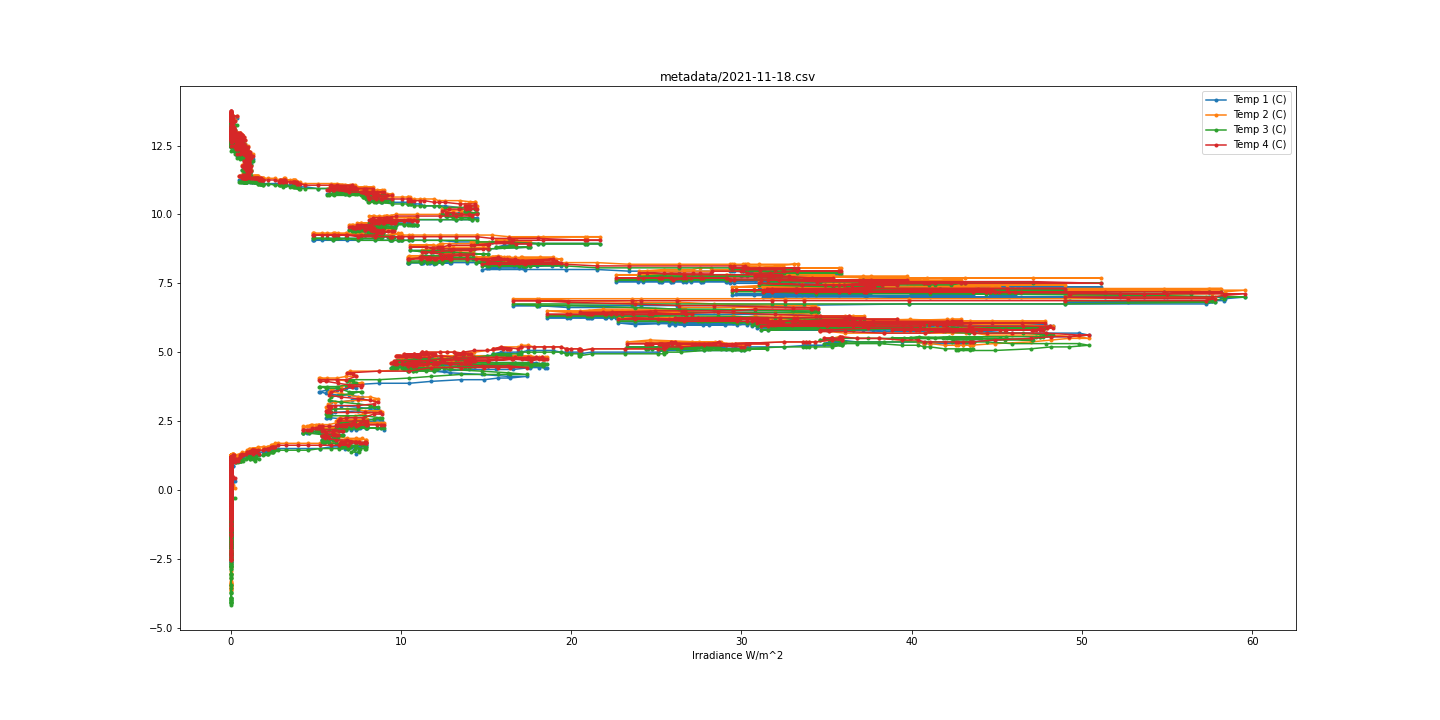 metadata/2021-11-18.csv
Temp 1 (C)
Temp 2 (C)
Temp 3 (C)
Temp 4 (C)
12.5
10.0
7.5
5.0
2.5
0.0
−2.5
−5.0
0 10 20 30 40 50 60
Irradiance W/m^2